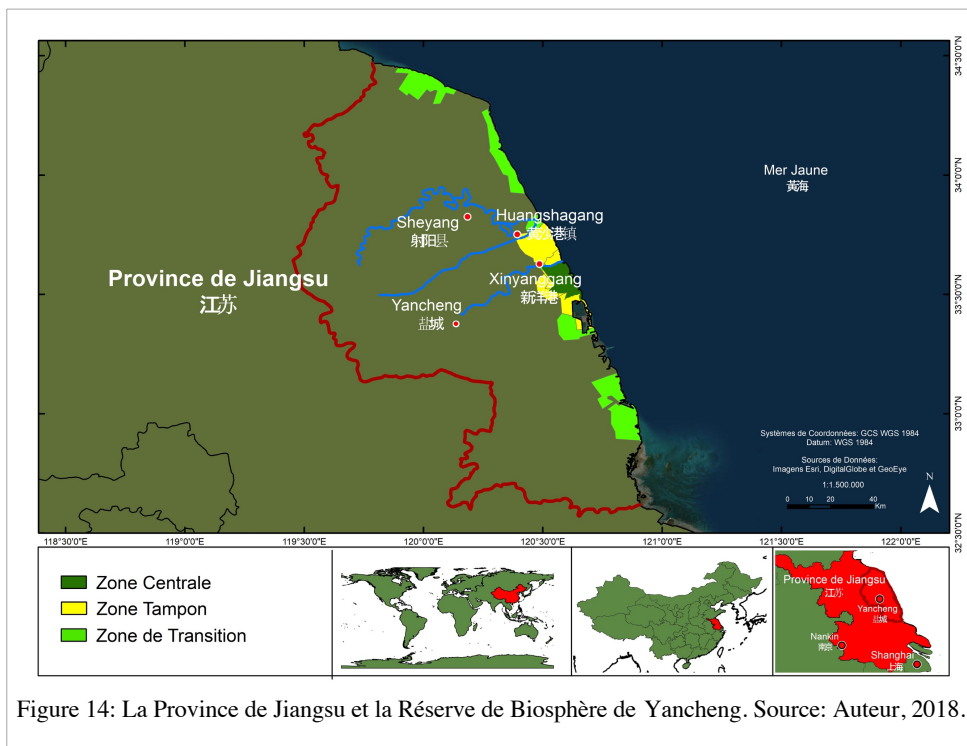 34°30'0"N
34°0'0"N
33°30'0"N
33°0'0"N
32°30'0"N
Mer Jaune
黃海
Huangshagang
黄沙港镇
Sheyang
射阳县
Province de Jiangsu
江苏
Xinyanggang
新洋港
Yancheng
盐城
Systèmes de Coordonnées: GCS WGS 1984
Datum: WGS 1984
Sources de Données:
Imagens Esri, DigitalGlobe et GeoEye
1:1.500.000
0 10 20 40
Km
N
118°30'0"E 119°0'0"E 119°30'0"E 120°0'0"E 120°30'0"E 121°0'0"E 121°30'0"E 122°0'0"E
Zone Centrale
Zone Tampon
Zone de Transition
Province de Jiangsu
江苏
Yancheng
盐城
Nankin
南京
Shanghai
上海
Figure 14: La Province de Jiangsu et la Réserve de Biosphère de Yancheng. Source: Auteur, 2018.